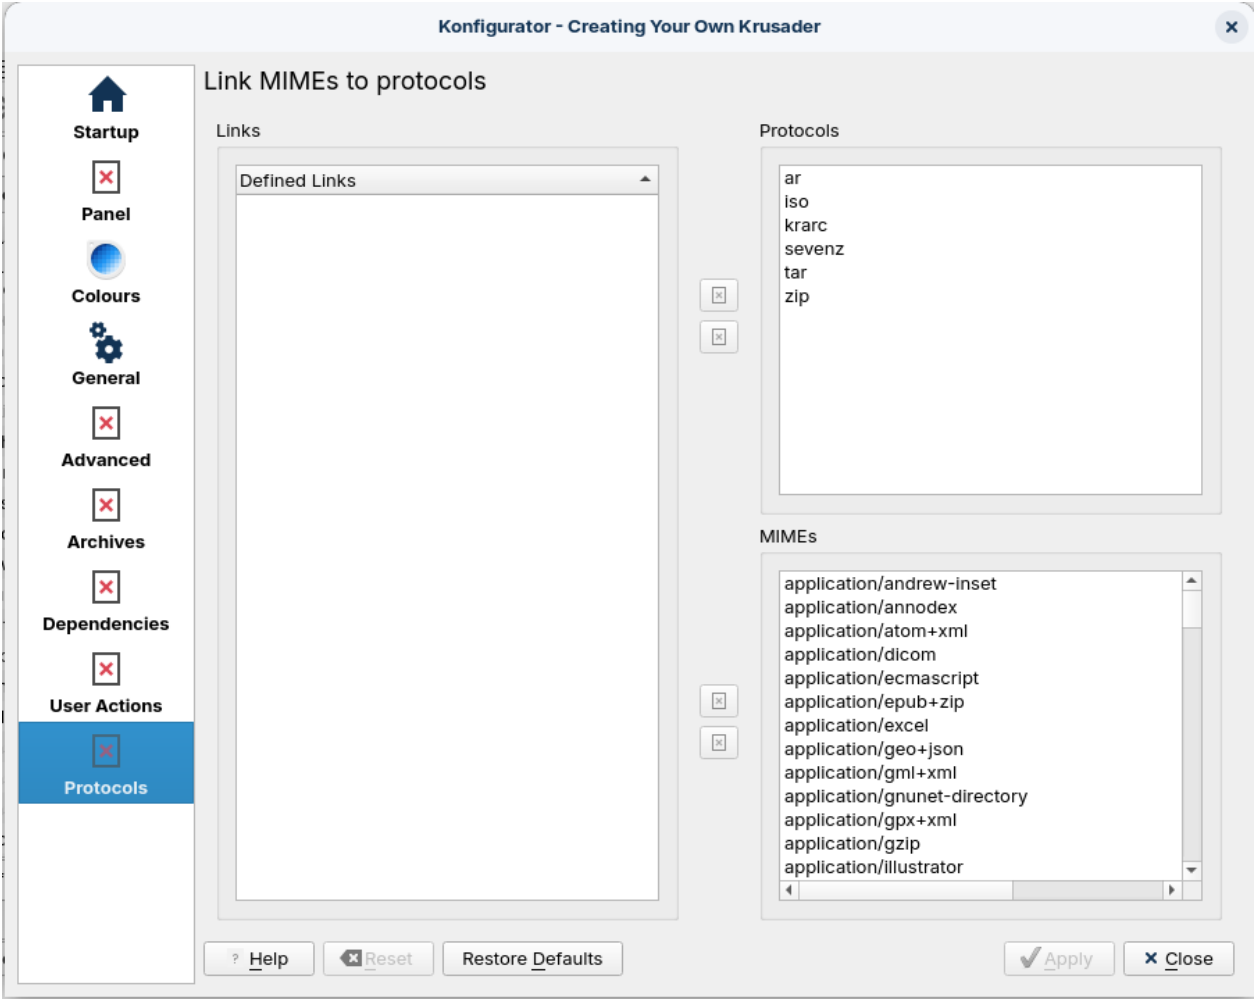 Konfigurator - Creating Your Own Krusader
Startup
Panel
Colours
General
Advanced
Archives
Dependencies
User Actions
Protocols
Link MIMEs to protocols
Links
Defined Links
Protocols
ar
iso
krarc
sevenz
tar
zip
MIMEs
application/andrew-inset
application/annodex
application/atom+xml
application/dicom
application/ecmascript
application/epub+zip
application/excel
application/geo+json
application/gml+xml
application/gnunet-directory
application/gpx+xml
application/gzip
application/illustrator
? Help
Reset
Restore Defaults
Apply
Close